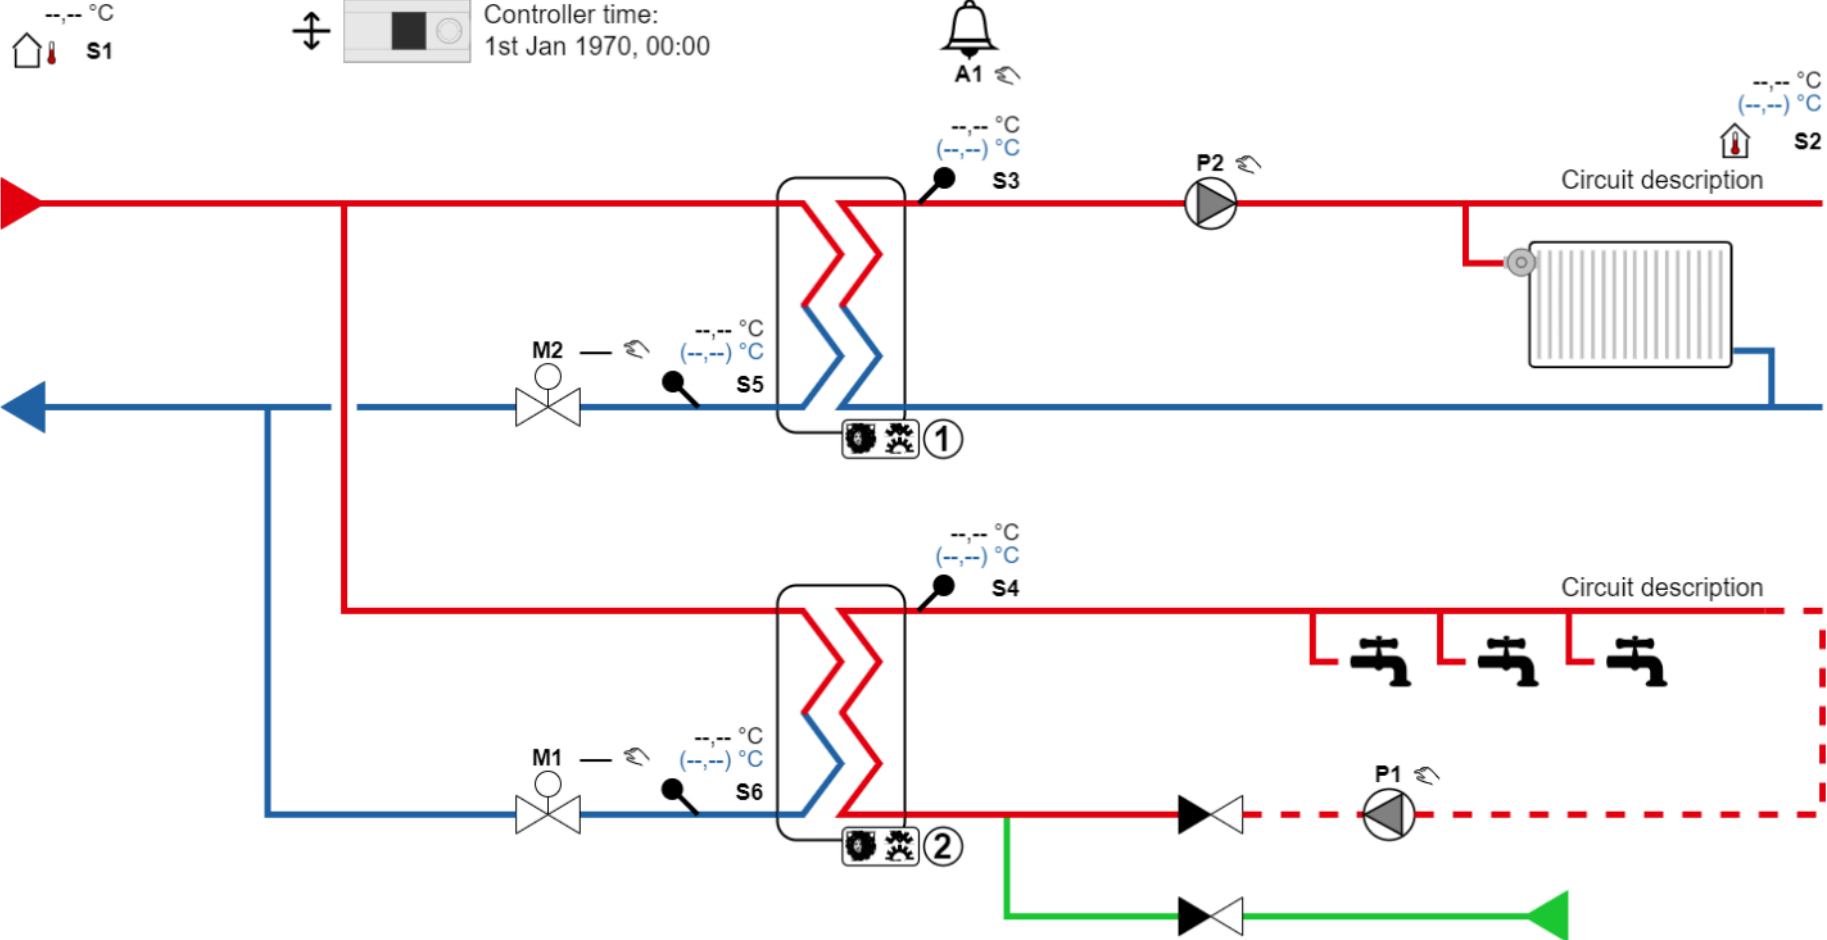 --,-- °C
S1
Controller time:
1st Jan 1970, 00:00
A1
--,-- °C
(--,--) °C
S2
Circuit description
--,-- °C
(--,--) °C
S3
P2
M2
--,-- °C
(--,--) °C
S5
1
--,-- °C
(--,--) °C
S4
Circuit description
M1
--,-- °C
(--,--) °C
S6
P1
2